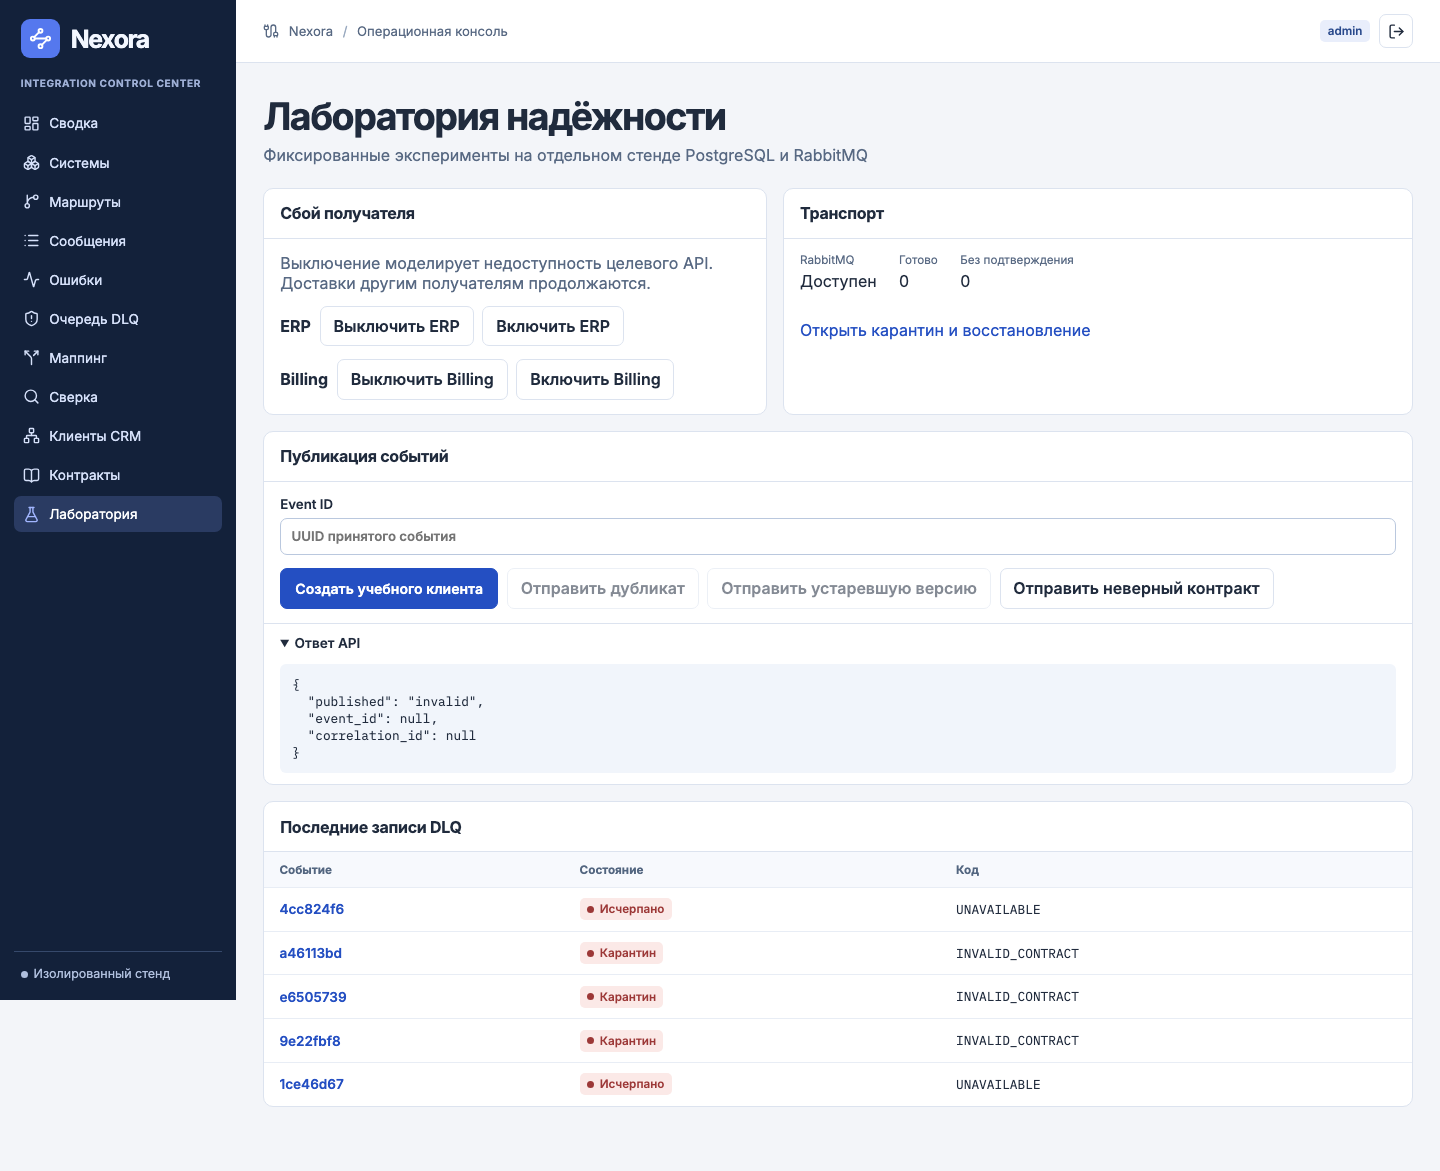 Nexora
INTEGRATION CONTROL CENTER
Сводка
Системы
Маршруты
Сообщения
Ошибки
Очередь DLQ
Маппинг
Сверка
Клиенты CRM
Контракты
Лаборатория
Изолированный стенд
Nexora / Операционная консоль
admin
Лаборатория надёжности
Фиксированные эксперименты на отдельном стенде PostgreSQL и RabbitMQ
Сбой получателя
Выключение моделирует недоступность целевого API.
Доставки другим получателям продолжаются.
ERP Выключить ERP Включить ERP
Billing Выключить Billing Включить Billing
Транспорт
RabbitMQ Готово Без подтверждения
Доступен 0 0
Открыть карантин и восстановление
Публикация событий
Event ID
UUID принятого события
Создать учебного клиента Отправить дубликат Отправить устаревшую версию Отправить неверный контракт
▼ Ответ API
{
"published": "invalid",
"event_id": null,
"correlation_id": null
}
Последние записи DLQ
Событие Состояние Код
4cc824f6 Исчерпано UNAVAILABLE
a46113bd Карантин INVALID_CONTRACT
e6505739 Карантин INVALID_CONTRACT
9e22fbf8 Карантин INVALID_CONTRACT
1ce46d67 Исчерпано UNAVAILABLE